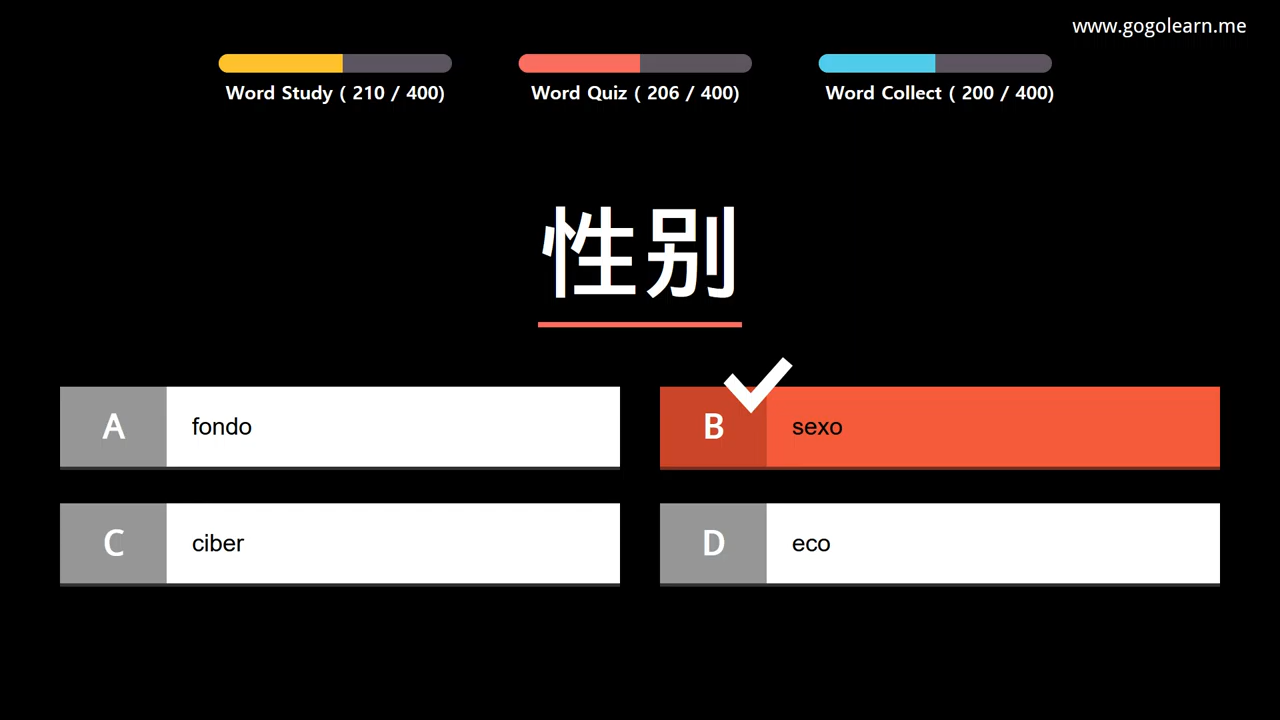 www.gogolearn.me
Word Study ( 210 / 400)
Word Quiz ( 206 / 400)
Word Collect ( 200 / 400)
性别
A fondo
B sexo
C ciber
D eco